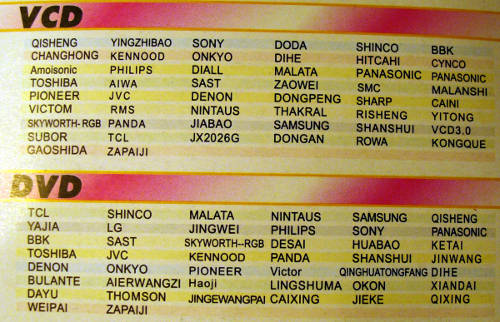 VCD
QISHENG YINGZHIBAO SONY DODA SHINCO BBK
CHANGHONG KENNOOD ONKYO DIHE HITCAHI CYNCO
Amoisonic PHILIPS DIALL MALATA PANASONIC PANASONIC
TOSHIBA AIWA SAST ZAOWEI SMC MALANSHI
PIONEER JVC DENON DONGPENG SHARP CAINI
VICTOM RMS NINTAUS THAKRAL RISHENG YITONG
SKYWORTH-RGB PANDA JIABAO SAMSUNG SHANSHUI VCD3.0
SUBOR TCL JX2026G DONGAN ROWA KONGQUE
GAOSHIDA ZAPAIJI
DVD
TCL SHINCO MALATA NINTAUS SAMSUNG QISHENG
YAJIA LG JINGWEI PHILIPS SONY PANASONIC
BBK SAST SKYWORTH--RGB DESAI HUABAO KETAI
TOSHIBA JVC KENNOOD PANDA SHANSHUI JINWANG
DENON ONKYO PIONEER Victor QINGHUATONGFANG DIHE
BULANTE AIERWANGZI Haoji LINGSHUMA OKON XIANDAI
DAYU THOMSON JINGEWANGPAI CAIXING JIEKE QIXING
WEIPAI ZAPAIJI